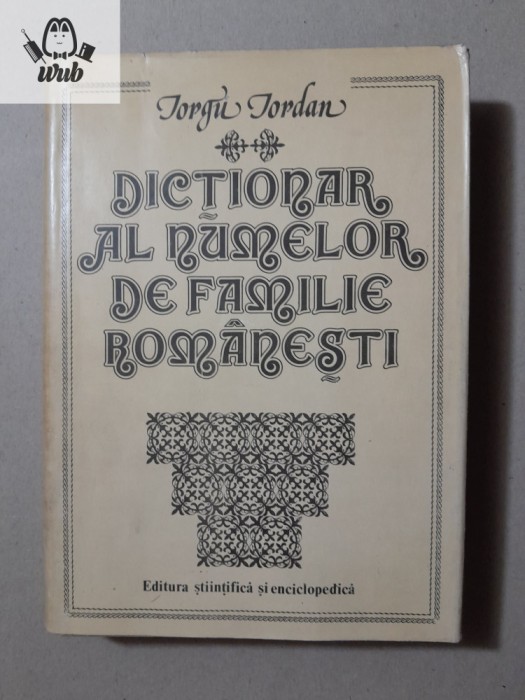 wub
Iorgu Iordan
DICȚIONAR
AL NUMELOR
DE FAMILIE
ROMÂNEȘTI
Editura științifică și enciclopedică